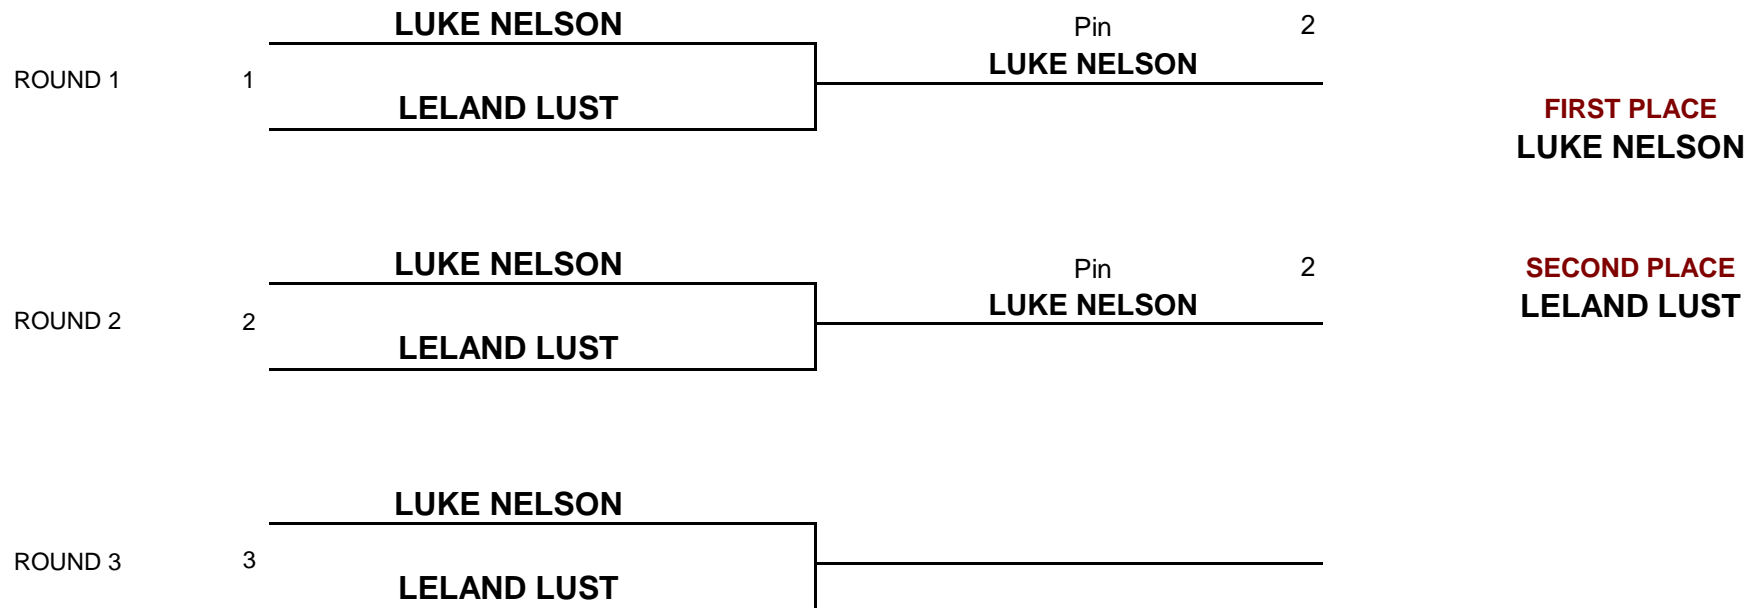 LUKE NELSON
Pin 2
LUKE NELSON
ROUND 1 1
LELAND LUST
FIRST PLACE
LUKE NELSON
LUKE NELSON
Pin 2
SECOND PLACE
LUKE NELSON
LELAND LUST
ROUND 2 2
LELAND LUST
LUKE NELSON
ROUND 3 3
LELAND LUST